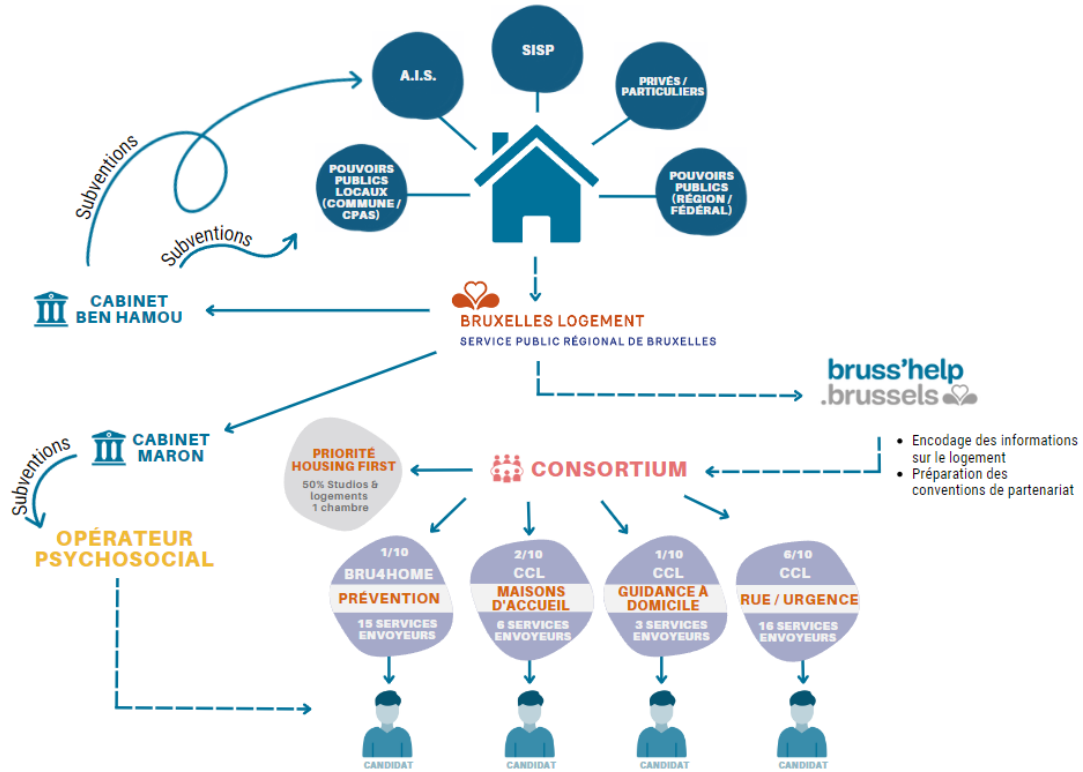 SISP
A.I.S.
PRIVÉS /
PARTICULIERS
Subventions
POUVOIRS
PUBLICS
LOCAUX
(COMMUNE /
CPAS)
POUVOIRS
PUBLICS
(RÉGION /
FÉDÉRAL)
Subventions
CABINET
BEN HAMOU
BRUXELLES LOGEMENT
SERVICE PUBLIC RÉGIONAL DE BRUXELLES
bruss'help
.brussels
CABINET
MARON
Subventions
PRIORITÉ
HOUSING FIRST
50% Studios &
logements
1 chambre
CONSORTIUM
• Encodage des informations
sur le logement
• Préparation des
conventions de partenariat
OPÉRATEUR
PSYCHOSOCIAL
1/10
BRU4HOME
PRÉVENTION
15 SERVICES
ENVOYEURS
2/10
CCL
MAISONS
D'ACCUEIL
6 SERVICES
ENVOYEURS
1/10
CCL
GUIDANCE À
DOMICILE
3 SERVICES
ENVOYEURS
6/10
CCL
RUE / URGENCE
16 SERVICES
ENVOYEURS
CANDIDAT
CANDIDAT
CANDIDAT
CANDIDAT